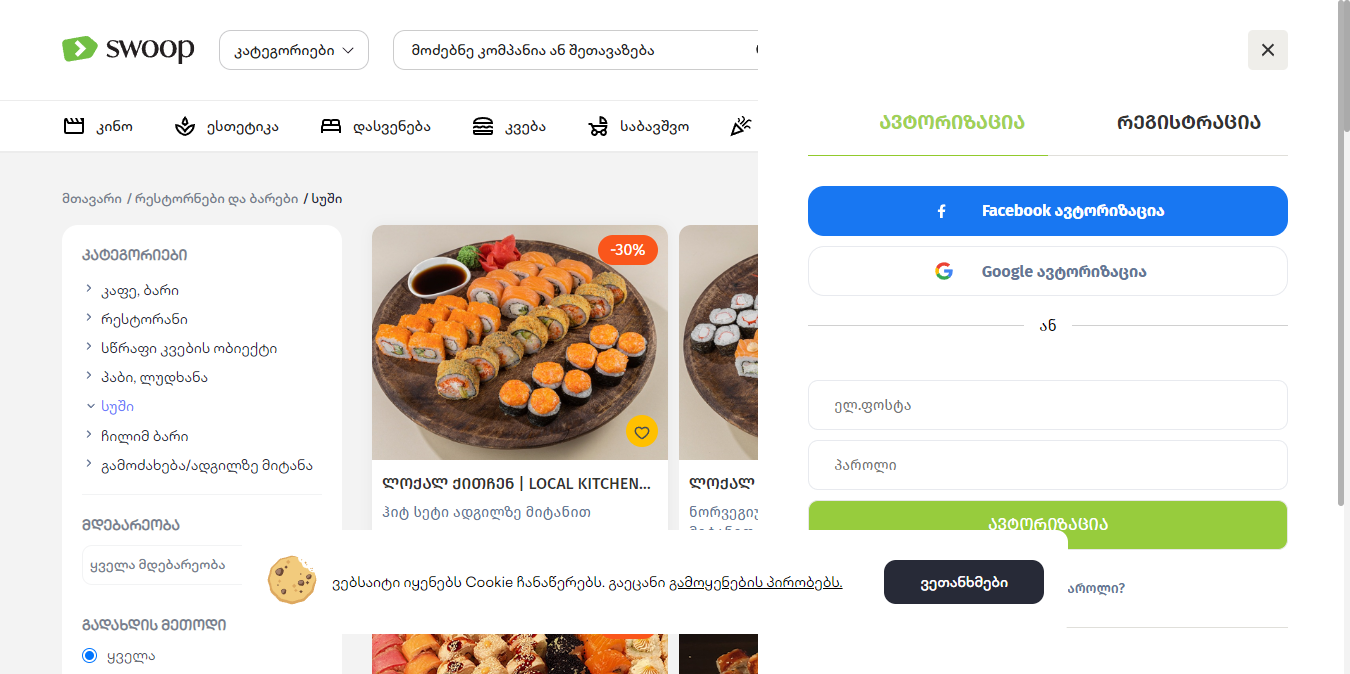 swoop
კატეგორიები
მოძებნე კომპანია ან შეთავაზება
კინო
ესთეტიკა
დასვენება
კვება
საბავშვო
ავტორიზაცია
რეგისტრაცია
Facebook ავტორიზაცია
Google ავტორიზაცია
ან
ელ.ფოსტა
პაროლი
ავტორიზაცია
აროლი?
მთავარი / რესტორნები და ბარები / სუში
კატეგორიები
კაფე, ბარი
რესტორანი
სწრაფი კვების ობიექტი
პაბი, ლუდხანა
სუში
ჩილიმ ბარი
გამოძახება/ადგილზე მიტანა
მდებარეობა
ყველა მდებარეობა
გადახდის მეთოდი
ყველა
-30%
ლოქალ ქითჩენ | LOCAL KITCHEN...
ჰიტ სეტი ადგილზე მიტანით
ლოქალ
ნორვეგიუ
ვებსაიტი იყენებს Cookie ჩანაწერებს. გაეცანი გამოყენების პირობებს.
ვეთანხმები